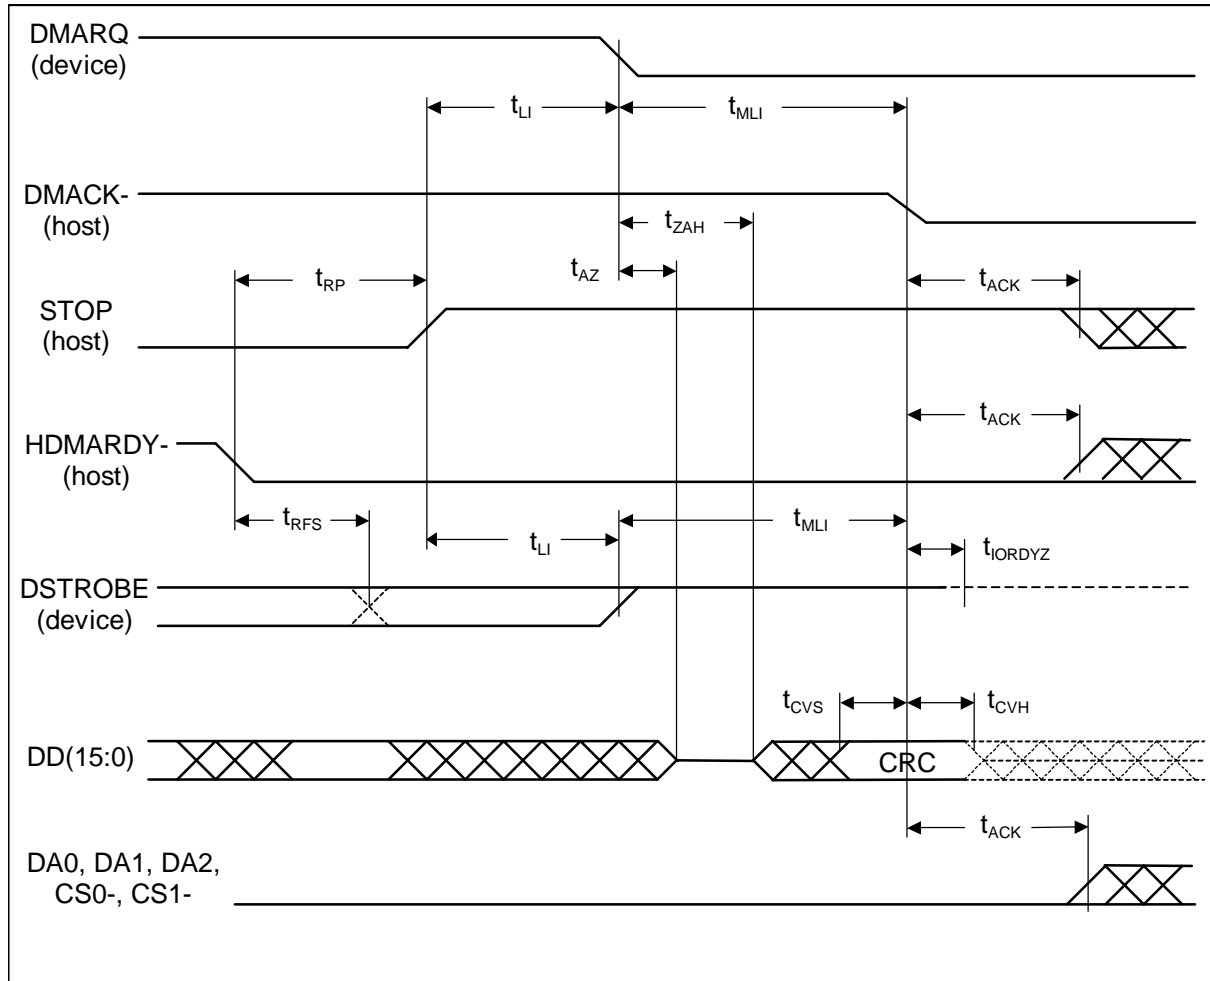 DMARQ
(device)
tLI
tMLI
DMACK-
(host)
tZAH
tAZ
tRP
tACK
STOP
(host)
tACK
HDMARDY-
(host)
tRFS
tLI
tMLI
tIORDYZ
DSTROBE
(device)
tCVS
tCVH
DD(15:0)
CRC
tACK
DA0, DA1, DA2,
CS0-, CS1-